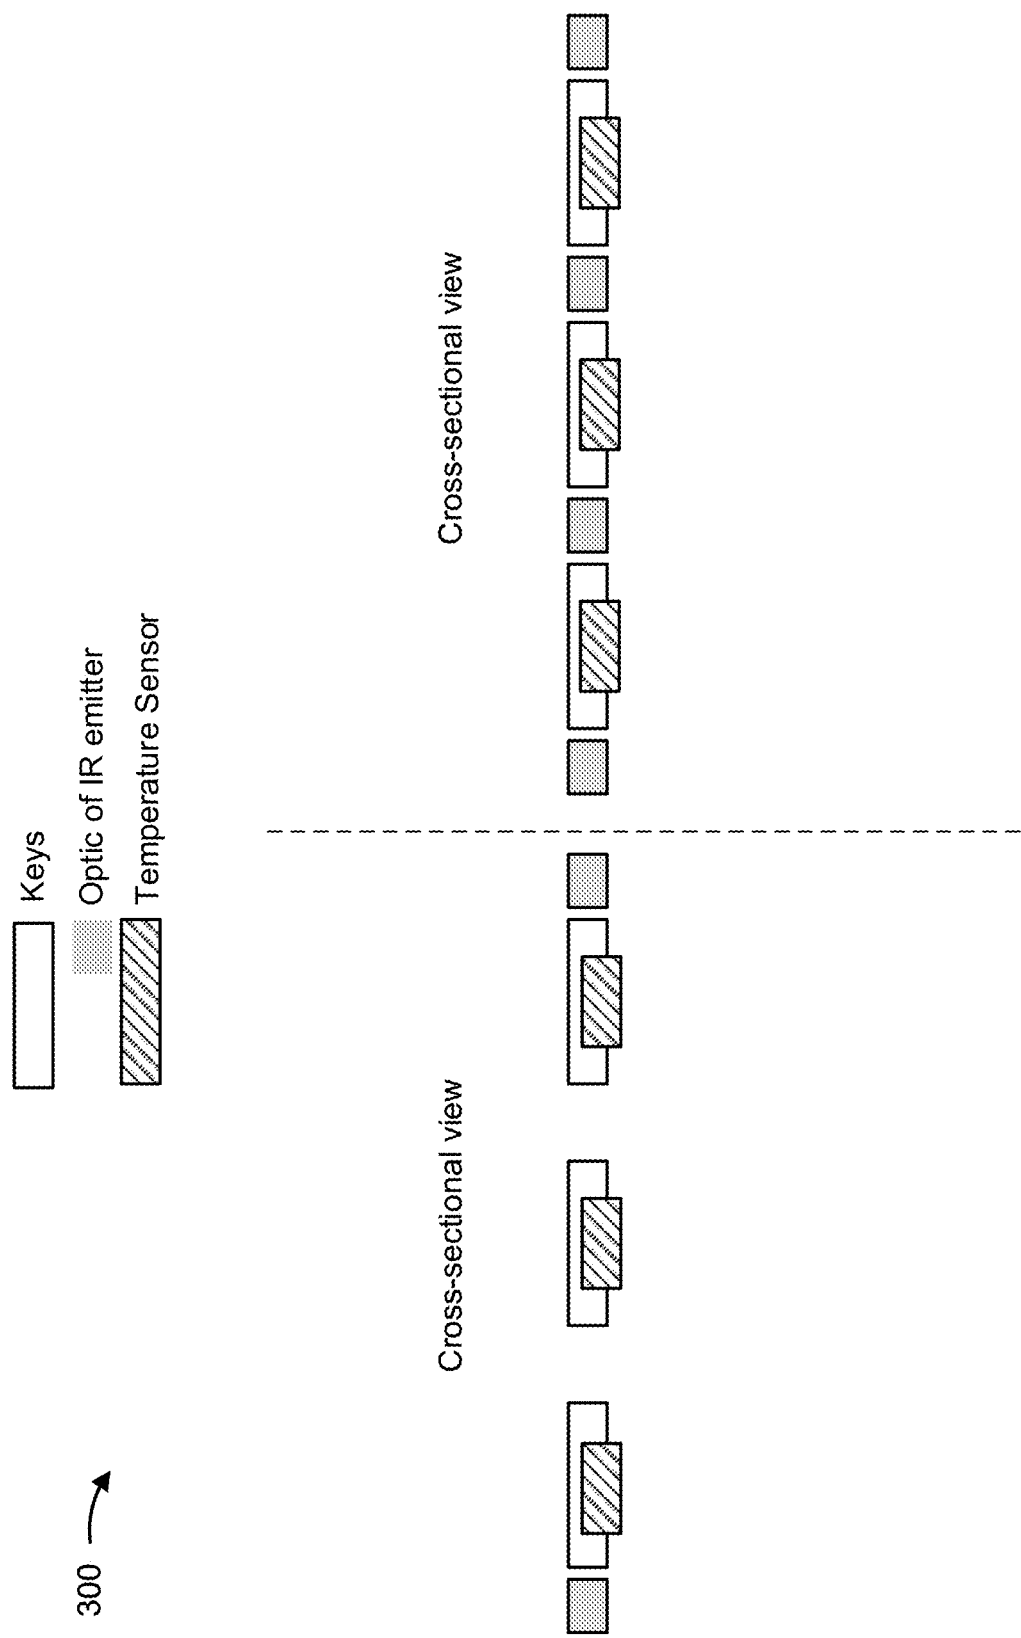 300
Keys
Optic of IR emitter
Temperature Sensor
Cross-sectional view
Cross-sectional view